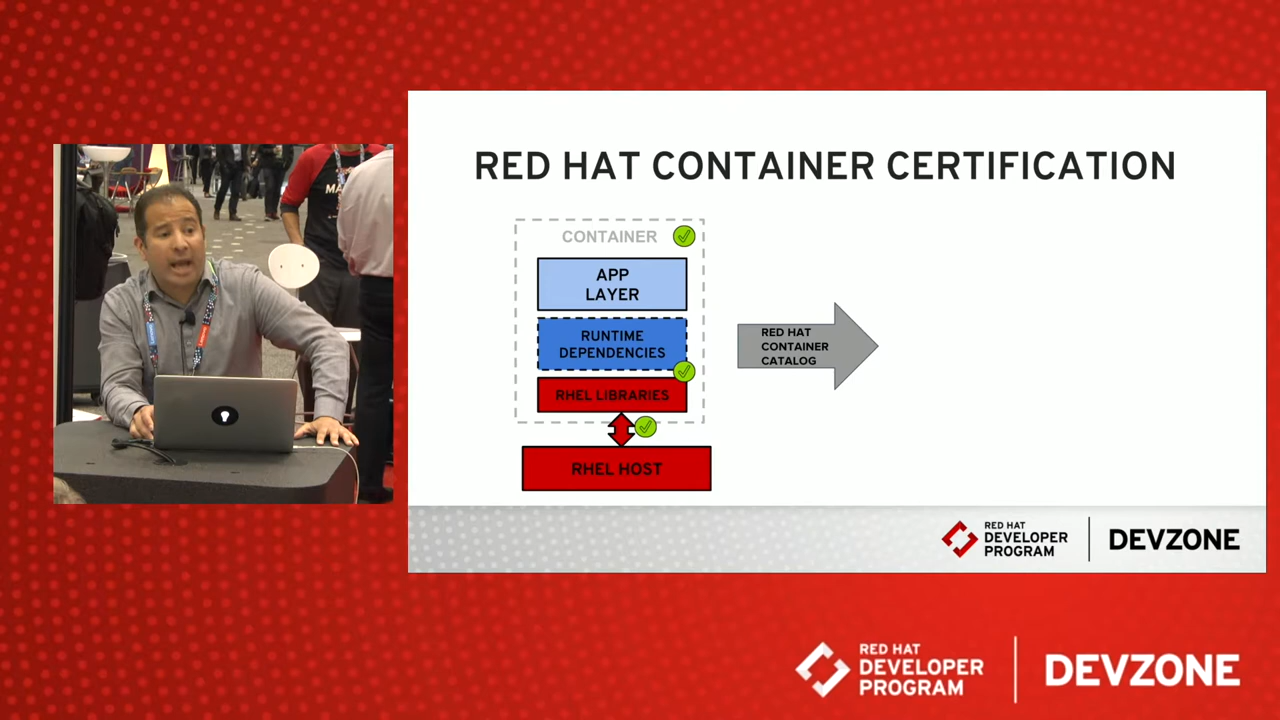 RED HAT CONTAINER CERTIFICATION
CONTAINER
APP
LAYER
RUNTIME
DEPENDENCIES
RHEL LIBRARIES
RHEL HOST
RED HAT
CONTAINER
CATALOG
RED HAT
DEVELOPER
PROGRAM
DEVZONE
RED HAT
DEVELOPER
PROGRAM
DEVZONE